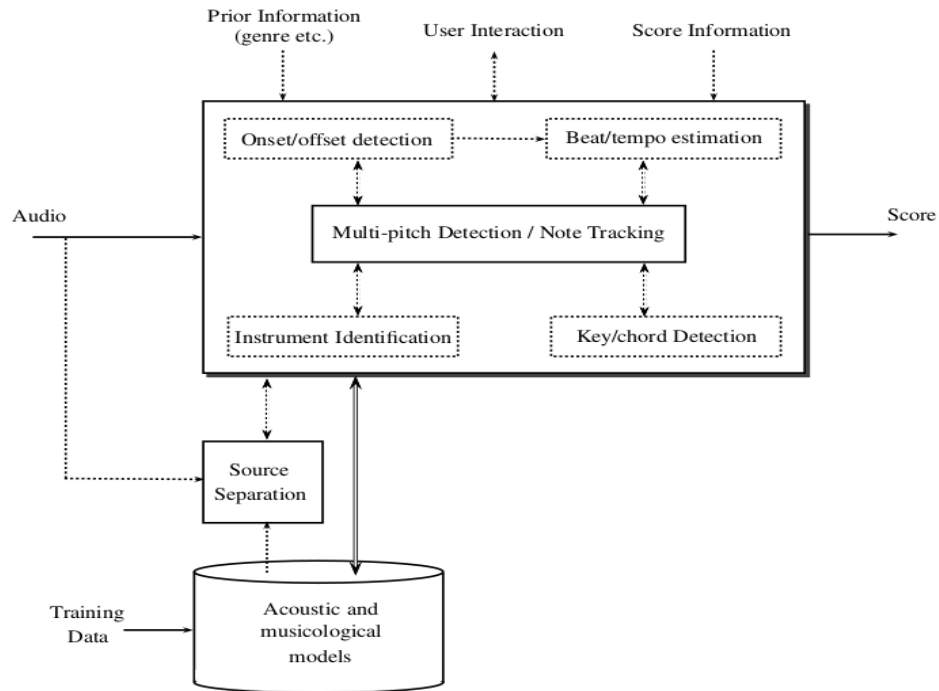 Prior Information
(genre etc.)
User Interaction
Score Information
Onset/offset detection
Beat/tempo estimation
Audio
Multi-pitch Detection / Note Tracking
Score
Instrument Identification
Key/chord Detection
Source
Separation
Training
Data
Acoustic and
musicological
models